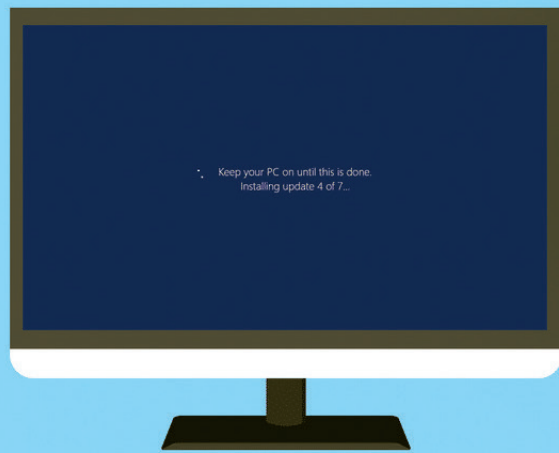 Keep your PC on until this is done.
Installing update 4 of 7...